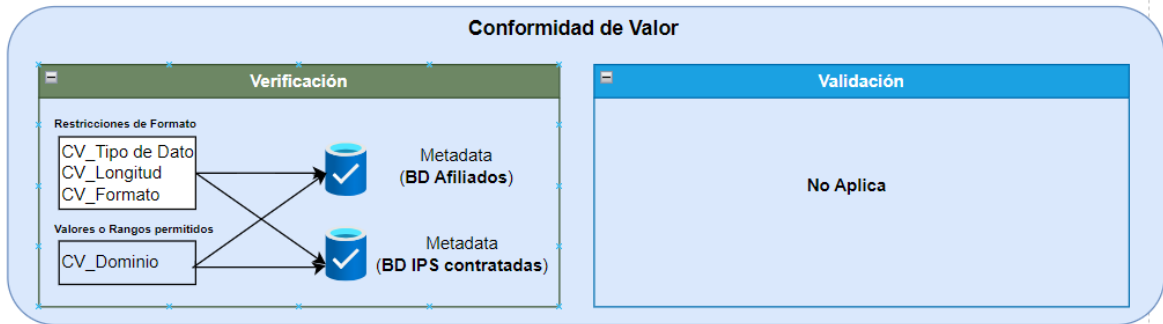 Conformidad de Valor
Verificación
Restricciones de Formato
CV_Tipo de Dato
CV_Longitud
CV_Formato
Metadata
(BD Afiliados)
Valores o Rangos permitidos
CV_Dominio
Metadata
(BD IPS contratadas)
Validación
No Aplica